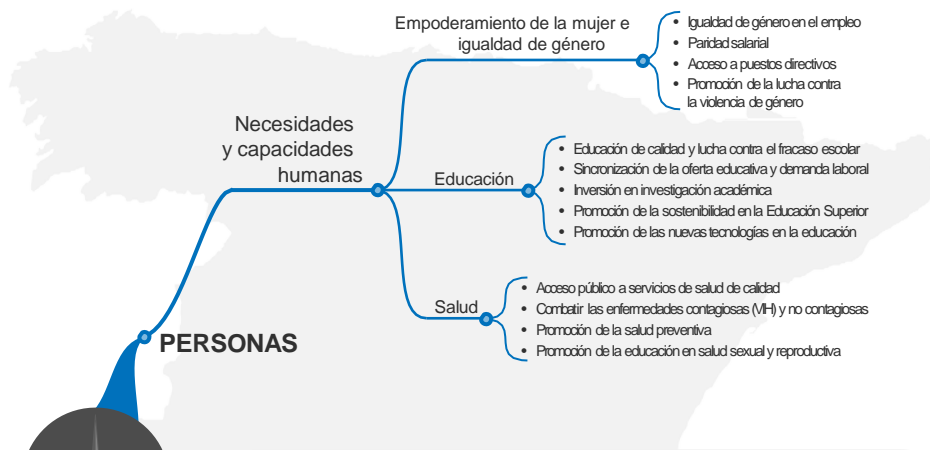 Empoderamiento de la mujer e
igualdad de género
• Igualdad de género en el empleo
• Paridad salarial
• Acceso a puestos directivos
• Promoción de la lucha contra
la violencia de género
Necesidades
y capacidades
humanas
Educación
• Educación de calidad y lucha contra el fracaso escolar
• Sincronización de la oferta educativa y demanda laboral
• Inversión en investigación académica
• Promoción de la sostenibilidad en la Educación Superior
• Promoción de las nuevas tecnologías en la educación
Salud
• Acceso público a servicios de salud de calidad
• Combatir las enfermedades contagiosas (VIH) y no contagiosas
• Promoción de la salud preventiva
• Promoción de la educación en salud sexual y reproductiva
PERSONAS